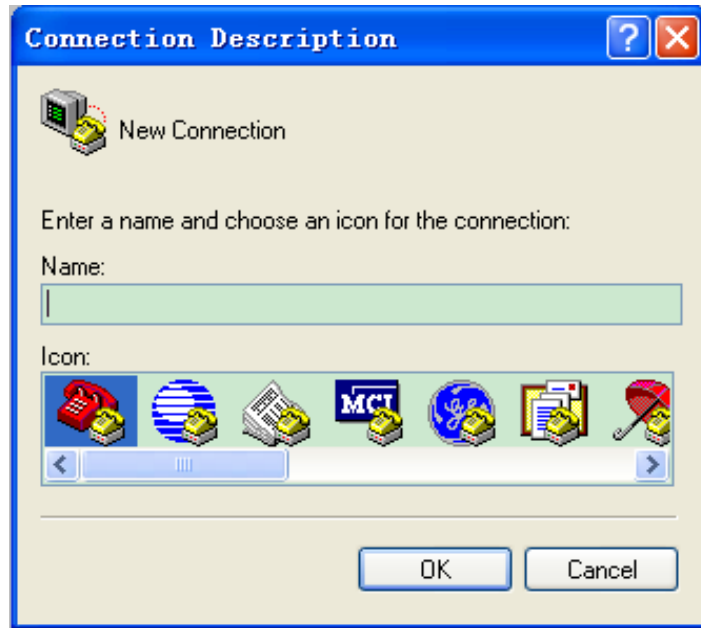 Connection Description
New Connection
Enter a name and choose an icon for the connection:
Name:
Icon:
MCI
OK
Cancel